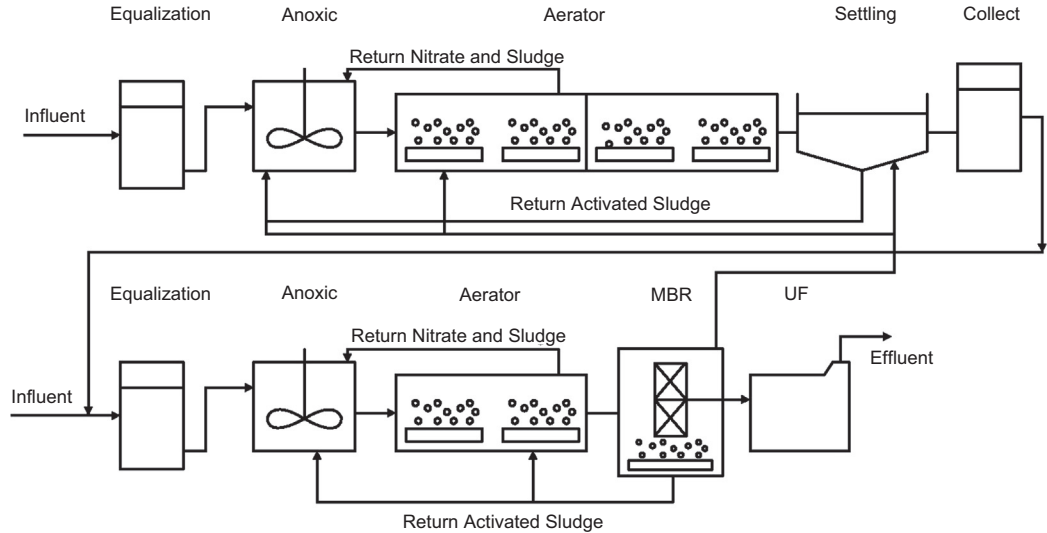 Equalization
Anoxic
Aerator
Settling
Collect
Return Nitrate and Sludge
Influent
Return Activated Sludge
Equalization
Anoxic
Aerator
MBR
UF
Return Nitrate and Sludge
Effluent
Influent
Return Activated Sludge